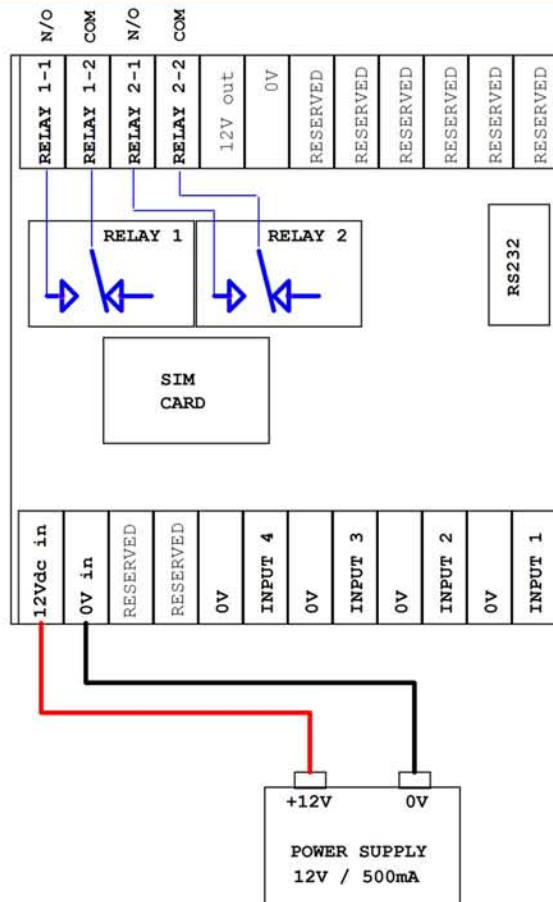 N/O
COM
N/O
COM
RELAY 1-1
RELAY 1-2
RELAY 2-1
RELAY 2-2
12V out
0V
RESERVED
RESERVED
RESERVED
RESERVED
RESERVED
RESERVED
RELAY 1
RELAY 2
RS232
SIM
CARD
12Vdc in
0V in
RESERVED
RESERVED
0V
INPUT 4
0V
INPUT 3
0V
INPUT 2
0V
INPUT 1
+12V
0V
POWER SUPPLY
12V / 500mA